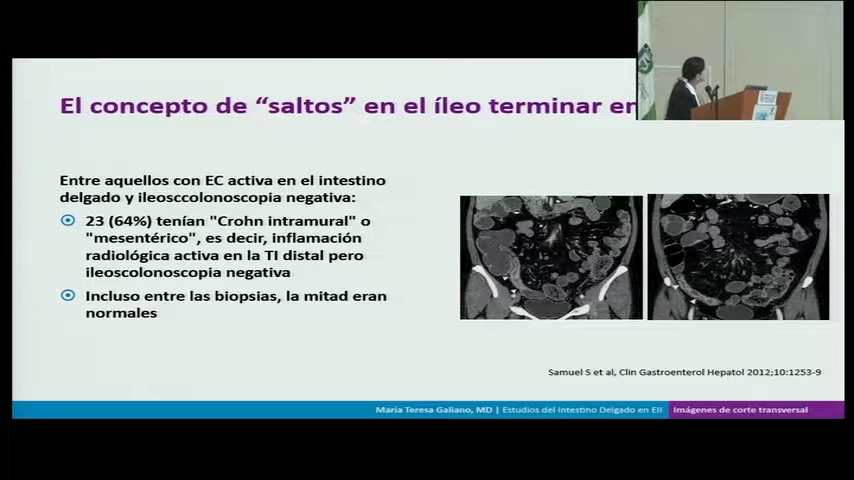 El concepto de “saltos” en el íleo terminar en
Entre aquellos con EC activa en el intestino
delgado y ileosccolonoscopia negativa:
23 (64%) tenían "Crohn intramural" o
"mesentérico", es decir, inflamación
radiológica activa en la TI distal pero
ileoscolonoscopia negativa
Incluso entre las biopsias, la mitad eran
normales
Samuel S et al, Clin Gastroenterol Hepatol 2012;10:1253-9
María Teresa Galiano, MD | Estudios del Intestino Delgado en EII
Imágenes de corte transversal